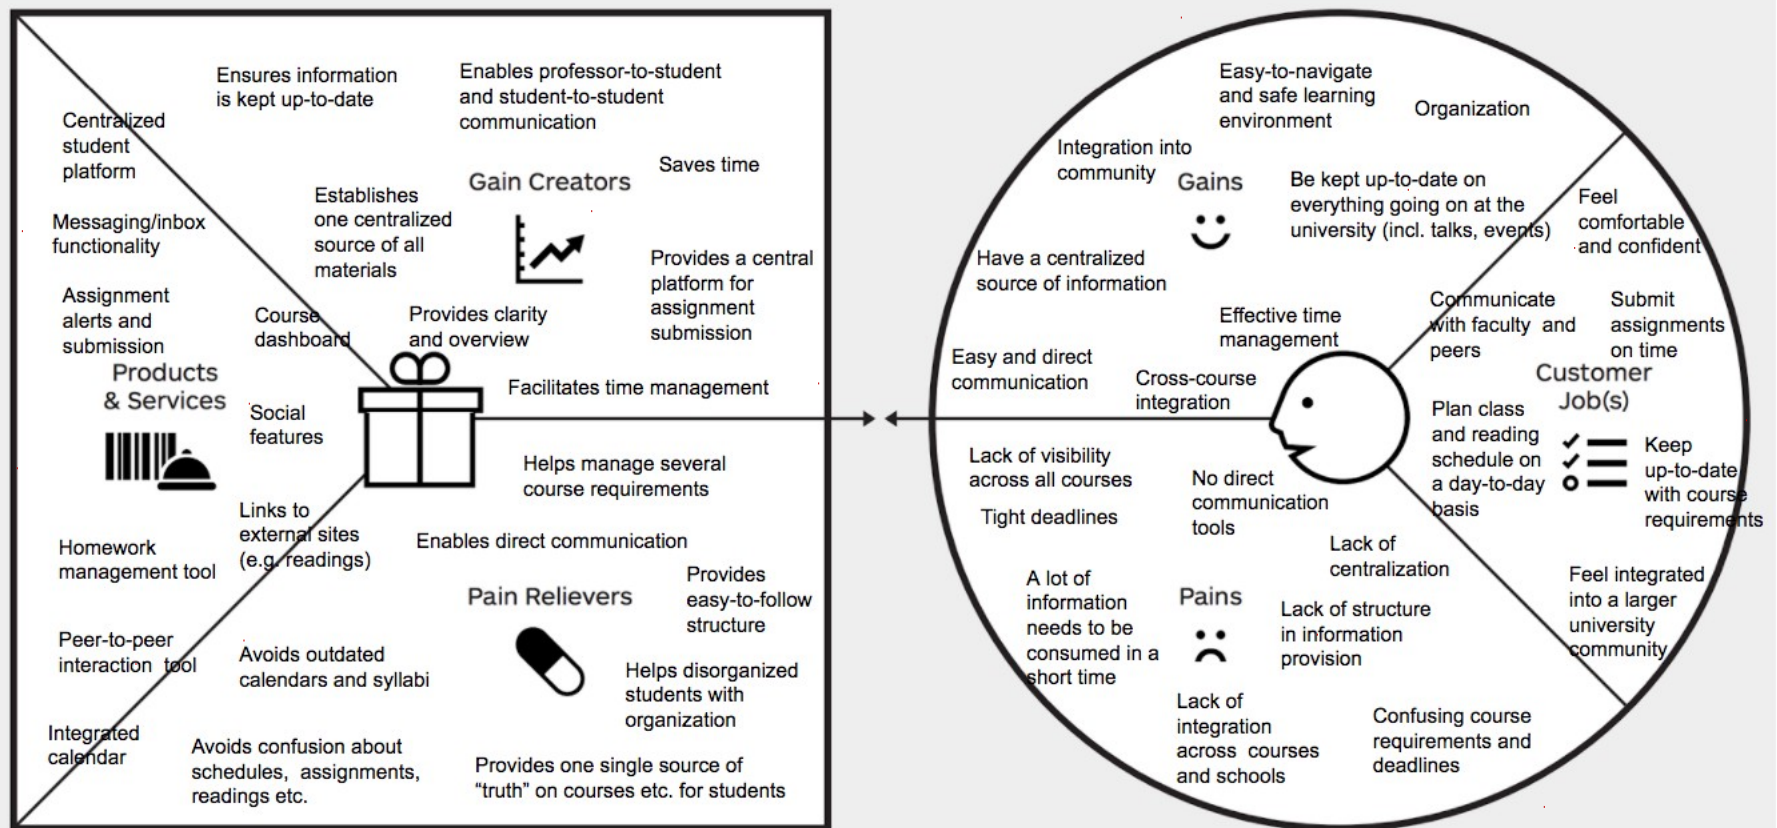 Ensures information
is kept up-to-date
Enables professor-to-student
and student-to-student
communication
Centralized
student
platform
Saves time
Gain Creators
Establishes
one centralized
source of all
materials
Messaging/inbox
functionality
Provides a central
platform for
assignment
submission
Assignment
alerts and
submission
Course
dashboard
Provides clarity
and overview
Products
& Services
Facilitates time management
Social
features
Helps manage several
course requirements
Links to
external sites
(e.g. readings)
Enables direct communication
Homework
management tool
Pain Relievers
Provides
easy-to-follow
structure
Peer-to-peer
interaction tool
Avoids outdated
calendars and syllabi
Helps disorganized
students with
organization
Integrated
calendar
Avoids confusion about
schedules, assignments,
readings etc.
Provides one single source of
“truth” on courses etc. for students
Easy-to-navigate
and safe learning
environment
Organization
Integration into
community
Gains
Be kept up-to-date on
everything going on at the
university (incl. talks, events)
Feel
comfortable
and confident
Have a centralized
source of information
Effective time
management
Communicate
with faculty and
peers
Submit
assignments
on time
Easy and direct
communication
Cross-course
integration
Customer
Job(s)
Plan class
and reading
schedule on
a day-to-day
basis
Keep
up-to-date
with course
requirements
Lack of visibility
across all courses
No direct
communication
tools
Tight deadlines
Lack of
centralization
A lot of
information
needs to be
consumed in a
short time
Pains
Lack of structure
in information
provision
Feel integrated
into a larger
university
community
Lack of
integration
across courses
and schools
Confusing course
requirements and
deadlines